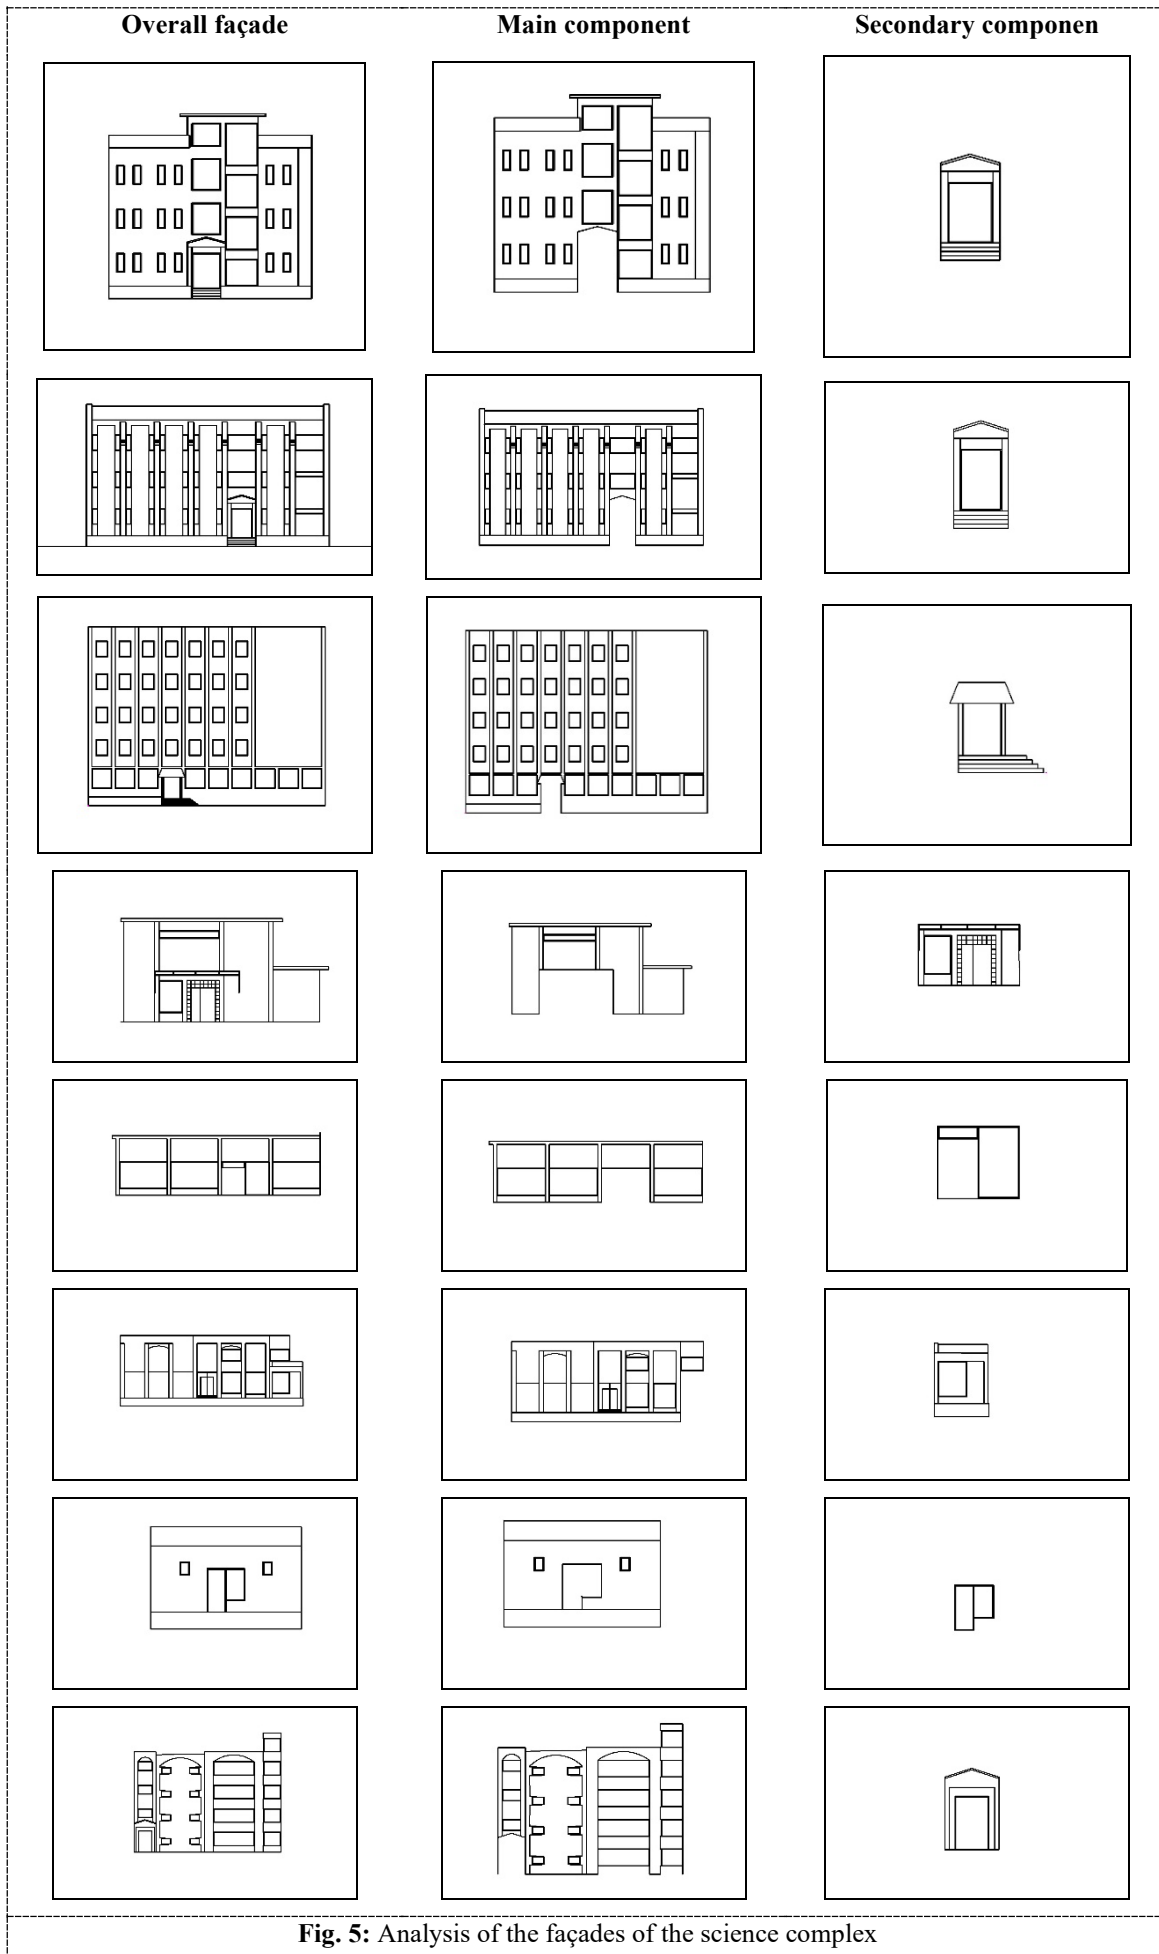 Overall façade Main component Secondary componen
Fig. 5: Analysis of the façades of the science complex